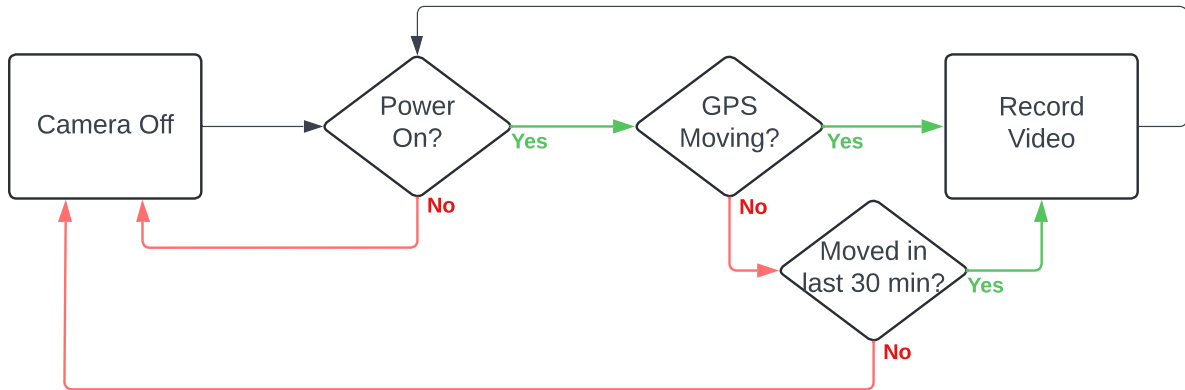 Camera Off
Power
On?
Yes
No
GPS
Moving?
Yes
No
Record
Video
Moved in
last 30 min?
Yes
No